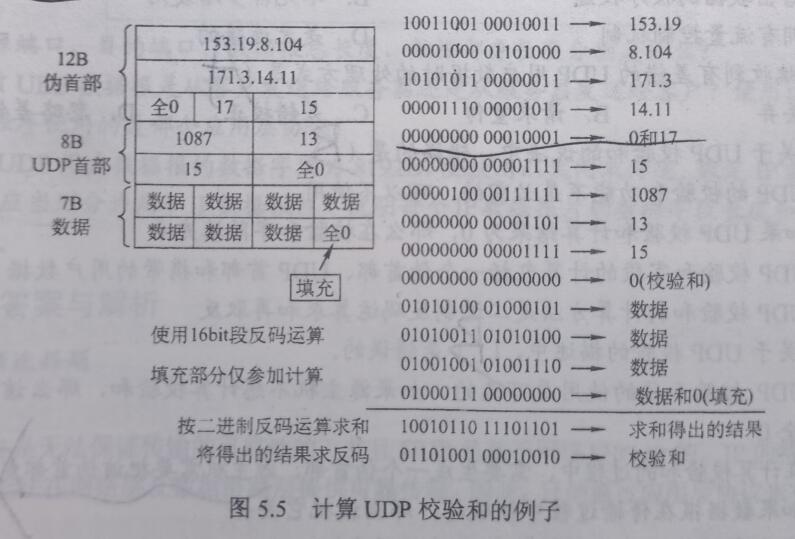 12B
伪首部
153.19.8.104
171.3.14.11
全0 17 15
8B
UDP首部
1087 13
15 全0
7B
数据
数据 数据 数据 数据
数据 数据 数据 全0
填充
10011001 00010011 → 153.19
00001000 01101000 → 8.104
10101011 00000011 → 171.3
00001110 00001011 → 14.11
00000000 00010001 → 0和17
00000000 00001111 → 15
00000100 00111111 → 1087
00000000 00001101 → 13
00000000 00001111 → 15
00000000 00000000 → 0(校验和)
01010100 01000101 → 数据
01010011 01010100 → 数据
01001001 01001110 → 数据
01000111 00000000 → 数据和0(填充)
使用16bit段反码运算
填充部分仅参加计算
按二进制反码运算求和 10010110 11101101 → 求和得出的结果
将得出的结果求反码 01101001 00010010 → 校验和
图 5.5 计算 UDP 校验和的例子